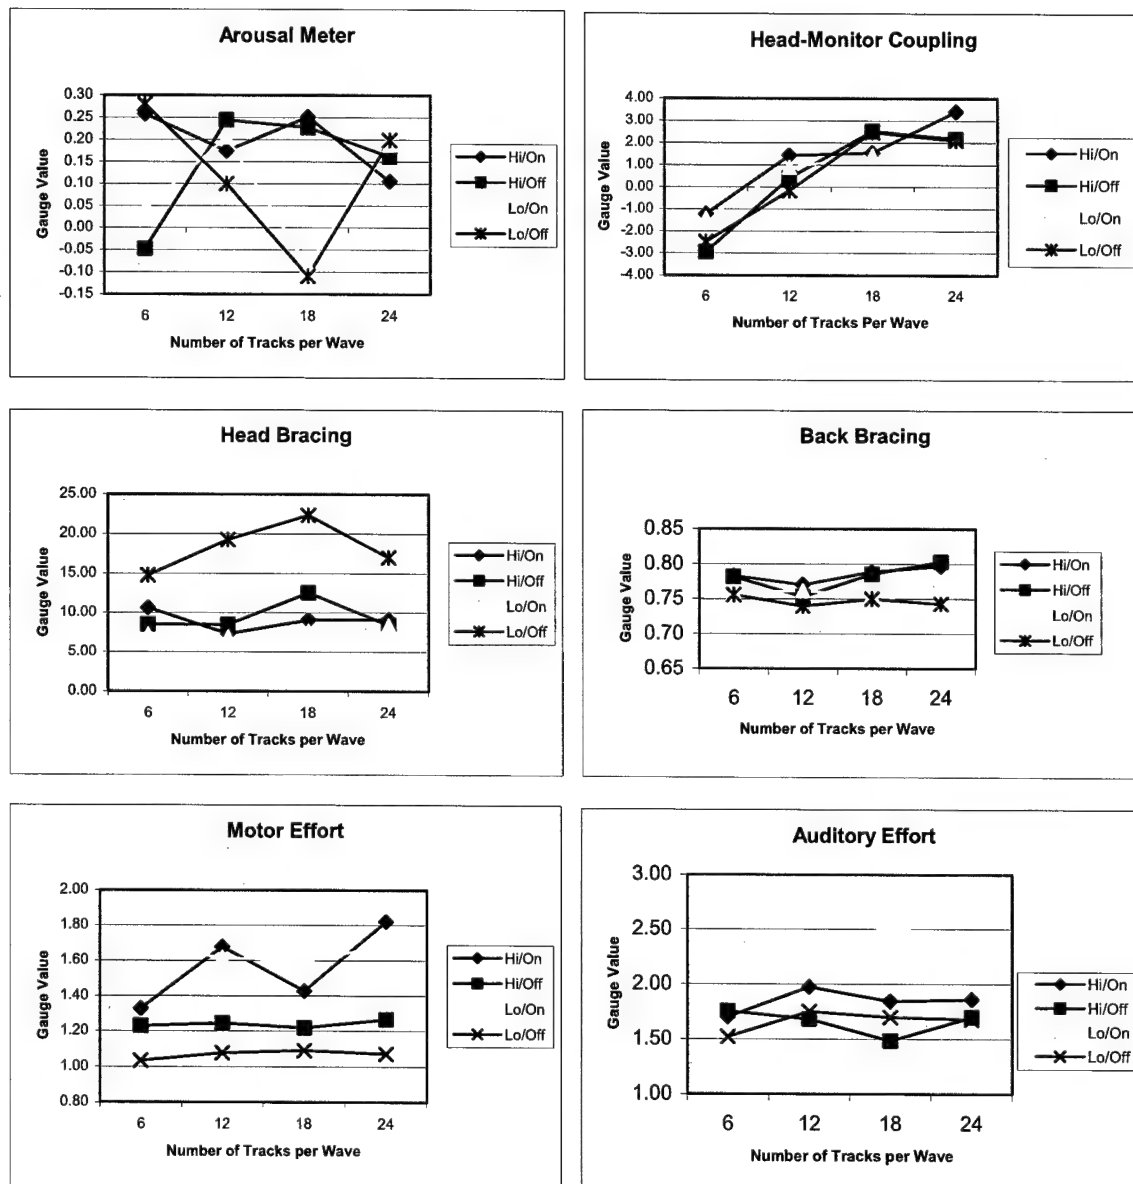 Arousal Meter
0.30
0.25
0.20
0.15
0.10
0.05
0.00
-0.05
-0.10
-0.15
Gauge Value
6 12 18 24
Number of Tracks per Wave
Hi/On
Hi/Off
Lo/On
Lo/Off
Head-Monitor Coupling
4.00
3.00
2.00
1.00
0.00
-1.00
-2.00
-3.00
-4.00
Gauge Value
6 12 18 24
Number of Tracks Per Wave
Hi/On
Hi/Off
Lo/On
Lo/Off
Head Bracing
25.00
20.00
15.00
10.00
5.00
0.00
Gauge Value
6 12 18 24
Number of Tracks per Wave
Hi/On
Hi/Off
Lo/On
Lo/Off
Back Bracing
0.85
0.80
0.75
0.70
0.65
Gauge Value
6 12 18 24
Number of Tracks per Wave
Hi/On
Hi/Off
Lo/On
Lo/Off
Motor Effort
2.00
1.80
1.60
1.40
1.20
1.00
0.80
Gauge Value
6 12 18 24
Number of Tracks per Wave
Hi/On
Hi/Off
Lo/On
Lo/Off
Auditory Effort
3.00
2.50
2.00
1.50
1.00
Gauge Value
6 12 18 24
Number of Tracks per Wave
Hi/On
Hi/Off
Lo/On
Lo/Off